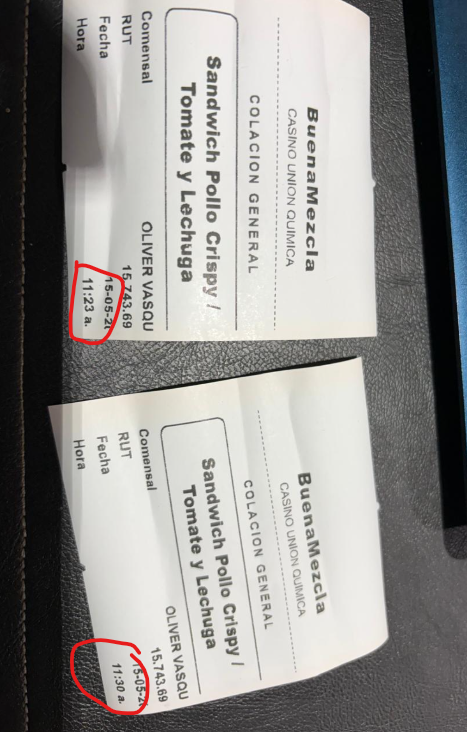 BuenaMezcla
CASINO UNION QUIMICA
COLACION GENERAL
Sandwich Pollo Crispy /
Tomate y Lechuga
Comensal OLIVER VASQU
RUT 15.743.69
Fecha 15-05-2
Hora 11:23 a.
BuenaMezcla
CASINO UNION QUIMICA
COLACION GENERAL
Sandwich Pollo Crispy /
Tomate y Lechuga
Comensal OLIVER VASQU
RUT 15.743.69
Fecha 15-05-2
Hora 11:30 a.